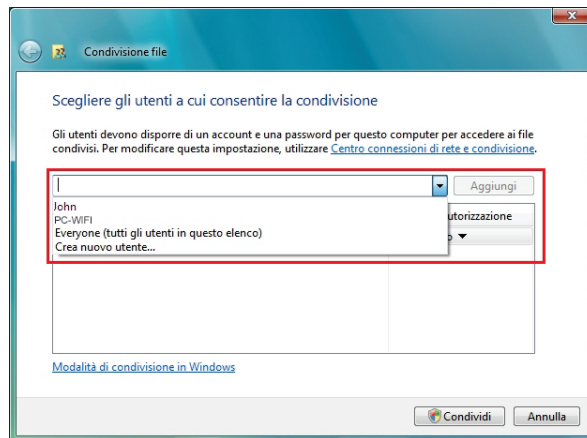 Condivisione file
Scegliere gli utenti a cui consentire la condivisione
Gli utenti devono disporre di un account e una password per questo computer per accedere ai file
condivisi. Per modificare questa impostazione, utilizzare Centro connessioni di rete e condivisione.
Aggiungi
John
PC-WIFI
Everyone (tutti gli utenti in questo elenco)
Crea nuovo utente...
utorizzazione
Modalità di condivisione in Windows
Condividi Annulla